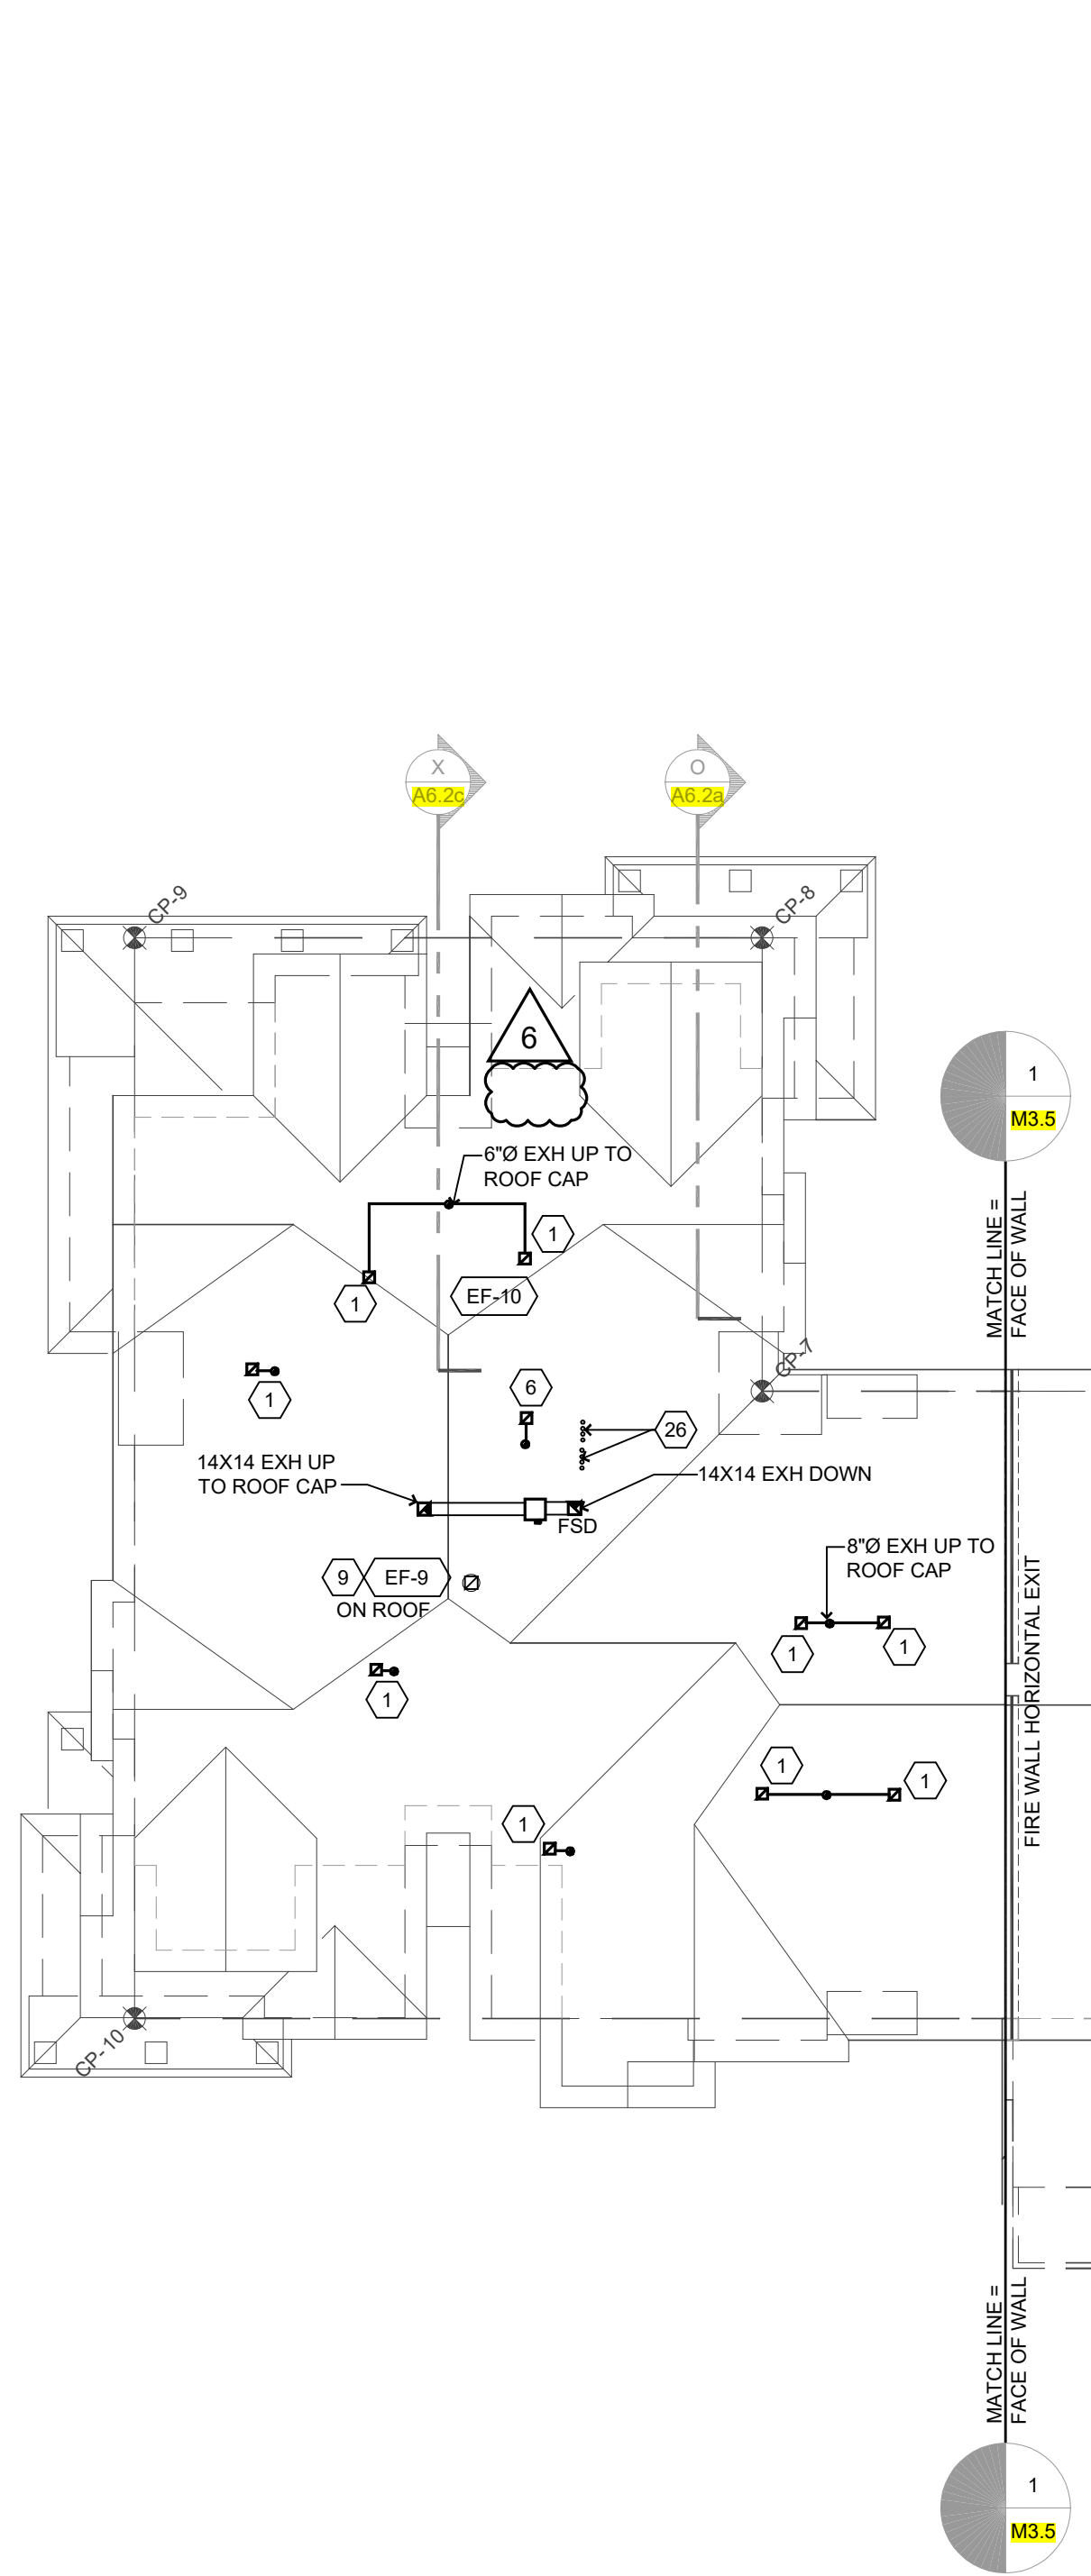 X
A6.2c
O
A6.2a
CP-9
CP-8
6
1
M3.5
6"Ø EXH UP TO
ROOF CAP
MATCH LINE =
FACE OF WALL
1
1
EF-10
CP-7
1
6
26
14X14 EXH UP
TO ROOF CAP
14X14 EXH DOWN
FSD
8"Ø EXH UP TO
ROOF CAP
9
EF-9
ON ROOF
FIRE WALL HORIZONTAL EXIT
1
1
1
1
1
1
CP-10
MATCH LINE =
FACE OF WALL
1
M3.5